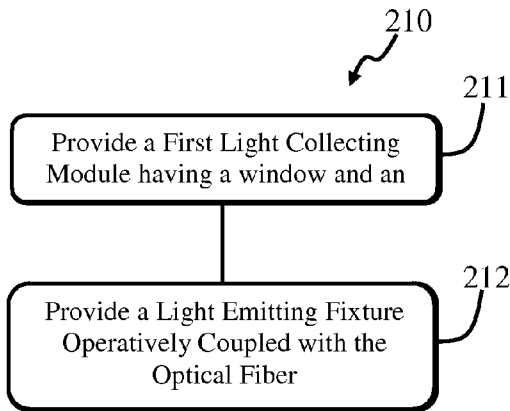 210
211
Provide a First Light Collecting
Module having a window and an
212
Provide a Light Emitting Fixture
Operatively Coupled with the
Optical Fiber